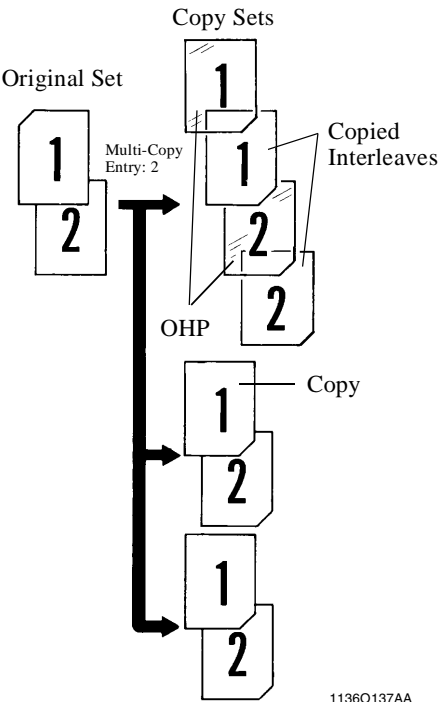 Copy Sets
Original Set
1
2
Multi-Copy
Entry: 2
1
1
2
2
Copied
Interleaves
OHP
Copy
1
2
1
2
1136O137AA